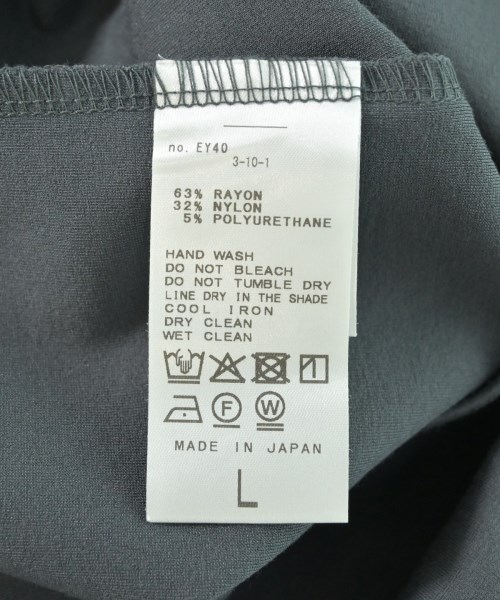 no. EY40
3-10-1
63% RAYON
32% NYLON
5% POLYURETHANE
HAND WASH
DO NOT BLEACH
DO NOT TUMBLE DRY
LINE DRY IN THE SHADE
COOL IRON
DRY CLEAN
WET CLEAN
F W
MADE IN JAPAN
L